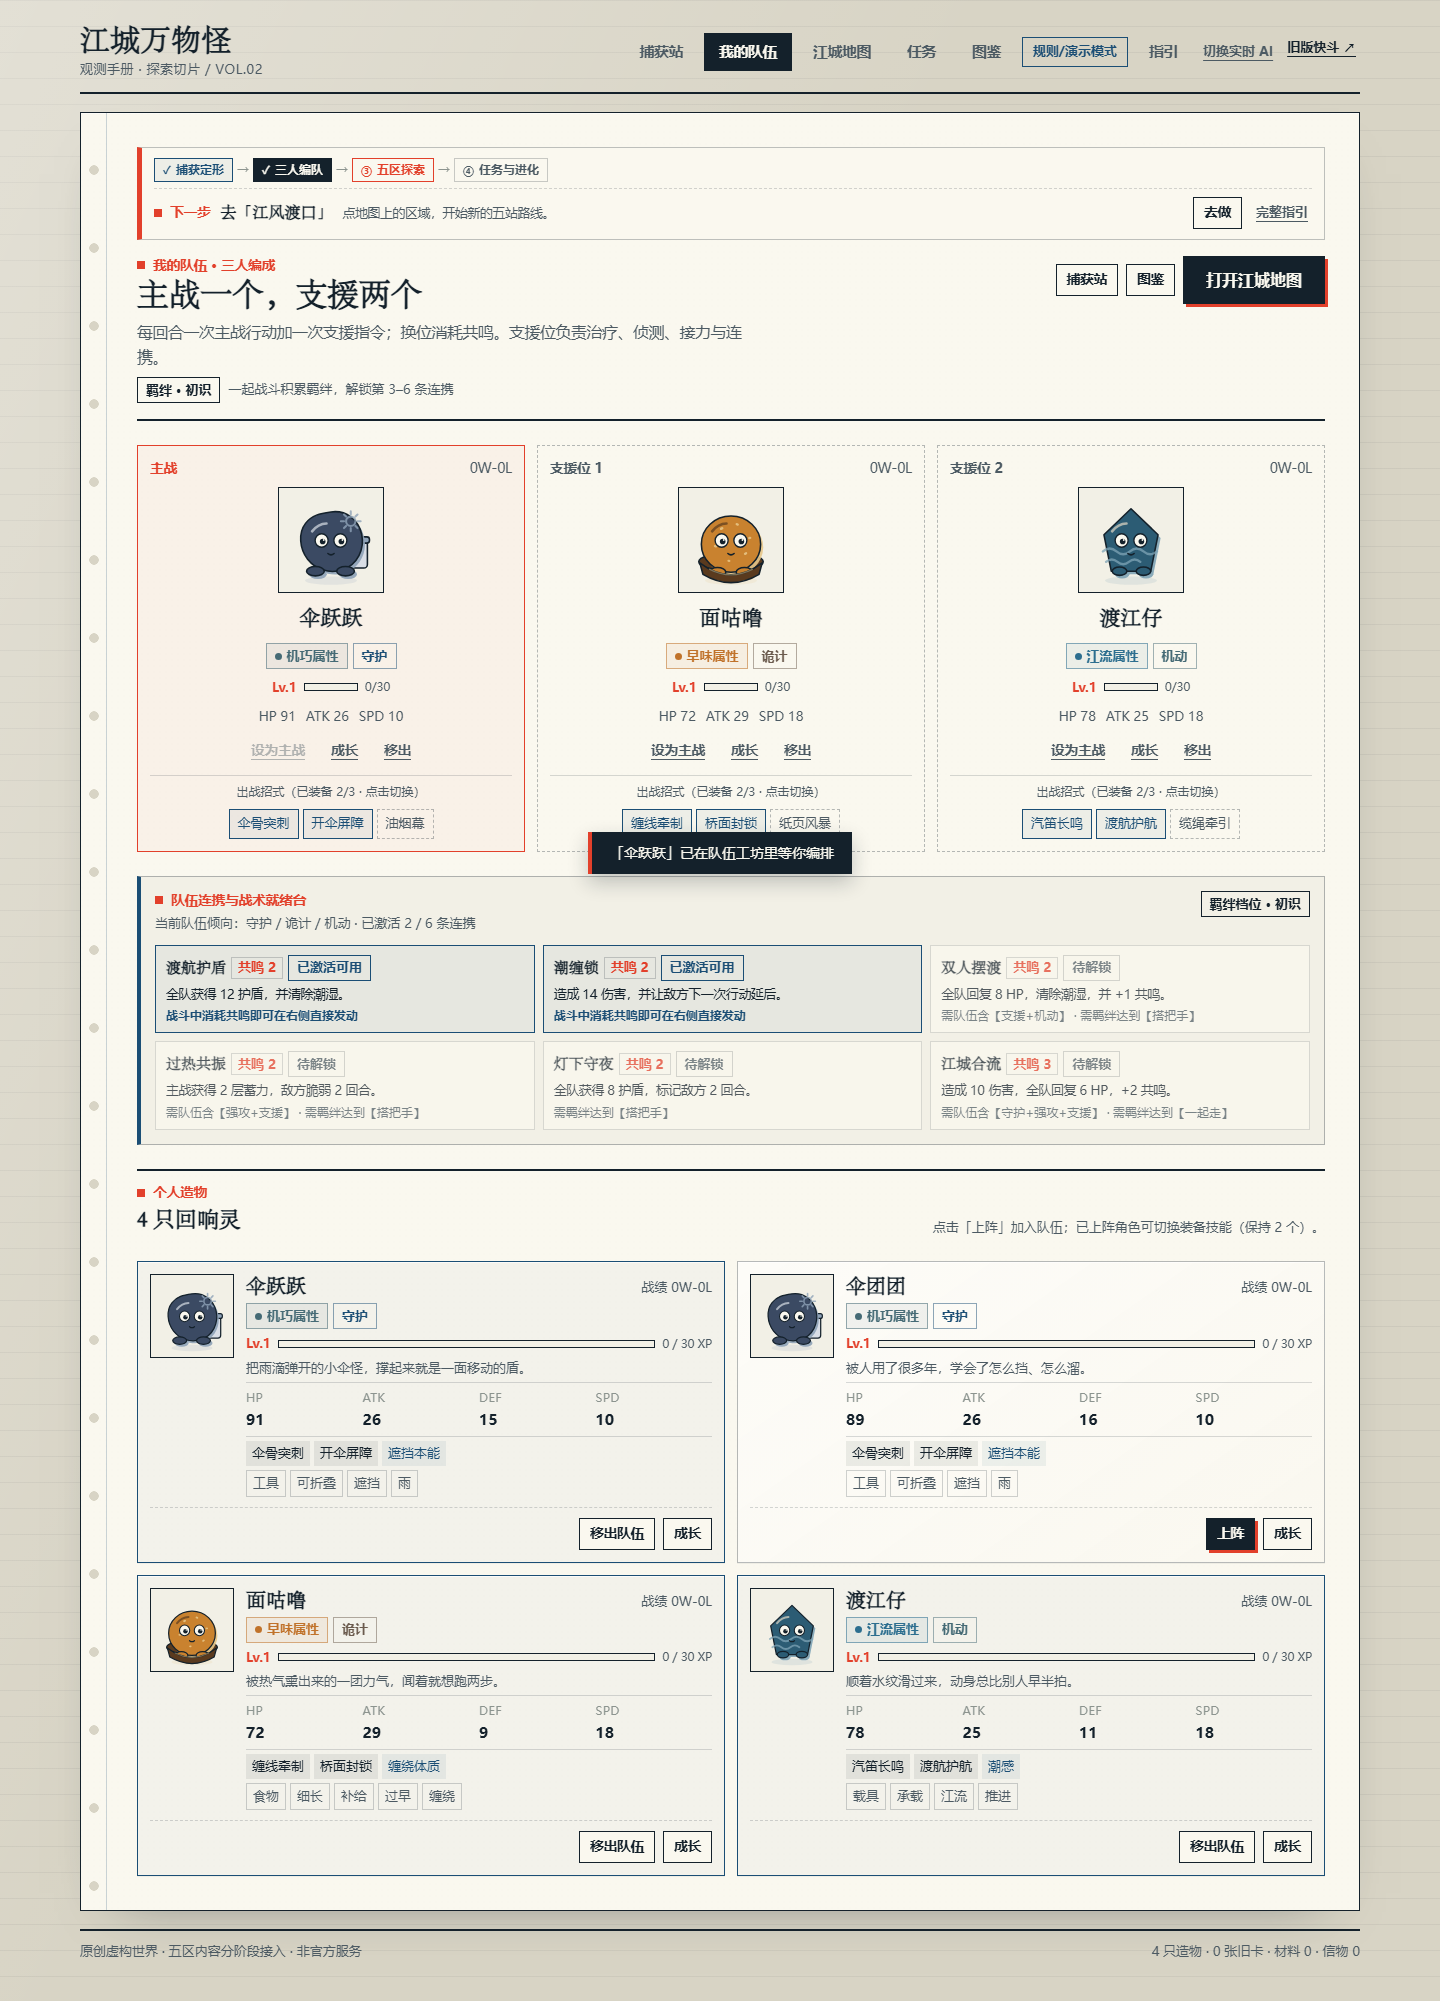 江城万物怪
观测手册 · 探索切片 / VOL.02
捕获站 我的队伍 江城地图 任务 图鉴 规则/演示模式 指引 切换实时 AI 旧版快斗 ↗
✓ 捕获定形 → ✓ 三人编队 → ③ 五区探索 → ④ 任务与进化
下一步 去「江风渡口」 点地图上的区域，开始新的五站路线。 去做 完整指引
我的队伍 · 三人编成
主战一个，支援两个
捕获站 图鉴 打开江城地图
每回合一次主战行动加一次支援指令；换位消耗共鸣。支援位负责治疗、侦测、接力与连
携。
羁绊 · 初识 一起战斗积累羁绊，解锁第 3–6 条连携
主战 0W-0L
伞跃跃
机巧属性 守护
Lv.1 0/30
HP 91 ATK 26 SPD 10
设为主战 成长 移出
出战招式（已装备 2/3 · 点击切换）
伞骨突刺 开伞屏障 油烟幕
支援位 1 0W-0L
面咕噜
早味属性 诡计
Lv.1 0/30
HP 72 ATK 29 SPD 18
设为主战 成长 移出
出战招式（已装备 2/3 · 点击切换）
缠线牵制 桥面封锁 纸页风暴
支援位 2 0W-0L
渡江仔
江流属性 机动
Lv.1 0/30
HP 78 ATK 25 SPD 18
设为主战 成长 移出
出战招式（已装备 2/3 · 点击切换）
汽笛长鸣 渡航护航 缆绳牵引
「伞跃跃」已在队伍工坊里等你编排
队伍连携与战术就绪台
当前队伍倾向：守护 / 诡计 / 机动 · 已激活 2 / 6 条连携
羁绊档位 · 初识
渡航护盾 共鸣 2 已激活可用
全队获得 12 护盾，并清除潮湿。
战斗中消耗共鸣即可在右侧直接发动
潮缠锁 共鸣 2 已激活可用
造成 14 伤害，并让敌方下一次行动延后。
战斗中消耗共鸣即可在右侧直接发动
双人摆渡 共鸣 2 待解锁
全队回复 8 HP，清除潮湿，并 +1 共鸣。
需队伍含【支援+机动】 · 需羁绊达到【搭把手】
过热共振 共鸣 2 待解锁
主战获得 2 层蓄力，敌方脆弱 2 回合。
需队伍含【强攻+支援】 · 需羁绊达到【搭把手】
灯下守夜 共鸣 2 待解锁
全队获得 8 护盾，标记敌方 2 回合。
需羁绊达到【搭把手】
江城合流 共鸣 3 待解锁
造成 10 伤害，全队回复 6 HP，+2 共鸣。
需队伍含【守护+强攻+支援】 · 需羁绊达到【一起走】
个人造物
4 只回响灵
点击「上阵」加入队伍；已上阵角色可切换装备技能（保持 2 个）。
伞跃跃 战绩 0W-0L
机巧属性 守护
Lv.1 0 / 30 XP
把雨滴弹开的小伞怪，撑起来就是一面移动的盾。
HP ATK DEF SPD
91 26 15 10
伞骨突刺 开伞屏障 遮挡本能
工具 可折叠 遮挡 雨
移出队伍 成长
伞团团 战绩 0W-0L
机巧属性 守护
Lv.1 0 / 30 XP
被人用了很多年，学会了怎么挡、怎么溜。
HP ATK DEF SPD
89 26 16 10
伞骨突刺 开伞屏障 遮挡本能
工具 可折叠 遮挡 雨
上阵 成长
面咕噜 战绩 0W-0L
早味属性 诡计
Lv.1 0 / 30 XP
被热气熏出来的一团力气，闻着就想跑两步。
HP ATK DEF SPD
72 29 9 18
缠线牵制 桥面封锁 缠绕体质
食物 细长 补给 过早 缠绕
移出队伍 成长
渡江仔 战绩 0W-0L
江流属性 机动
Lv.1 0 / 30 XP
顺着水纹滑过来，动身总比别人早半拍。
HP ATK DEF SPD
78 25 11 18
汽笛长鸣 渡航护航 潮感
载具 承载 江流 推进
移出队伍 成长
原创虚构世界 · 五区内容分阶段接入 · 非官方服务
4 只造物 · 0 张旧卡 · 材料 0 · 信物 0